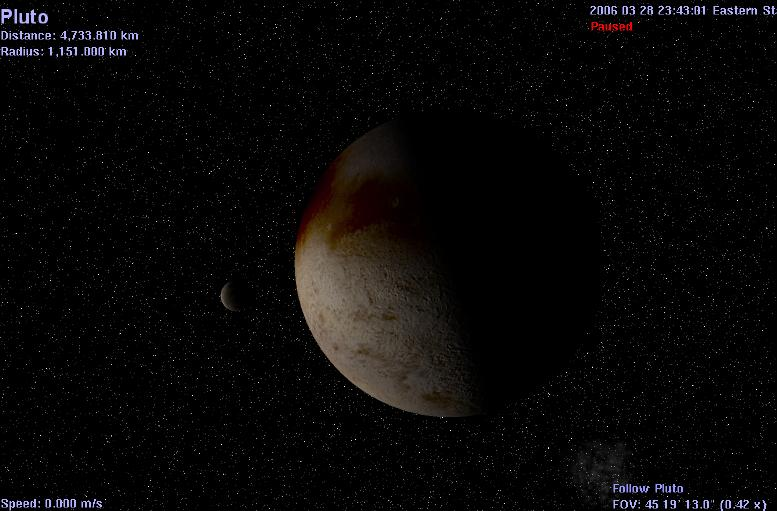 Pluto
Distance: 4,733.810 km
Radius: 1,151.000 km
2006 03 28 23:43:01 Eastern St
Paused
Speed: 0.000 m/s
Follow Pluto
FOV: 45 19' 13.0" (0.42 x)